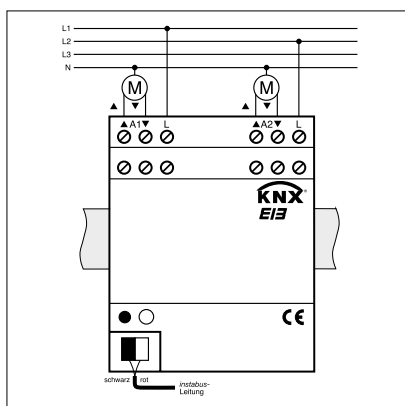 L1
L2
L3
N
M M
▲ ▼ ▲ ▼
▲A1▼ L ▲A2▼ L
KNX®
EIB
CE
schwarz rot
instabus-
Leitung